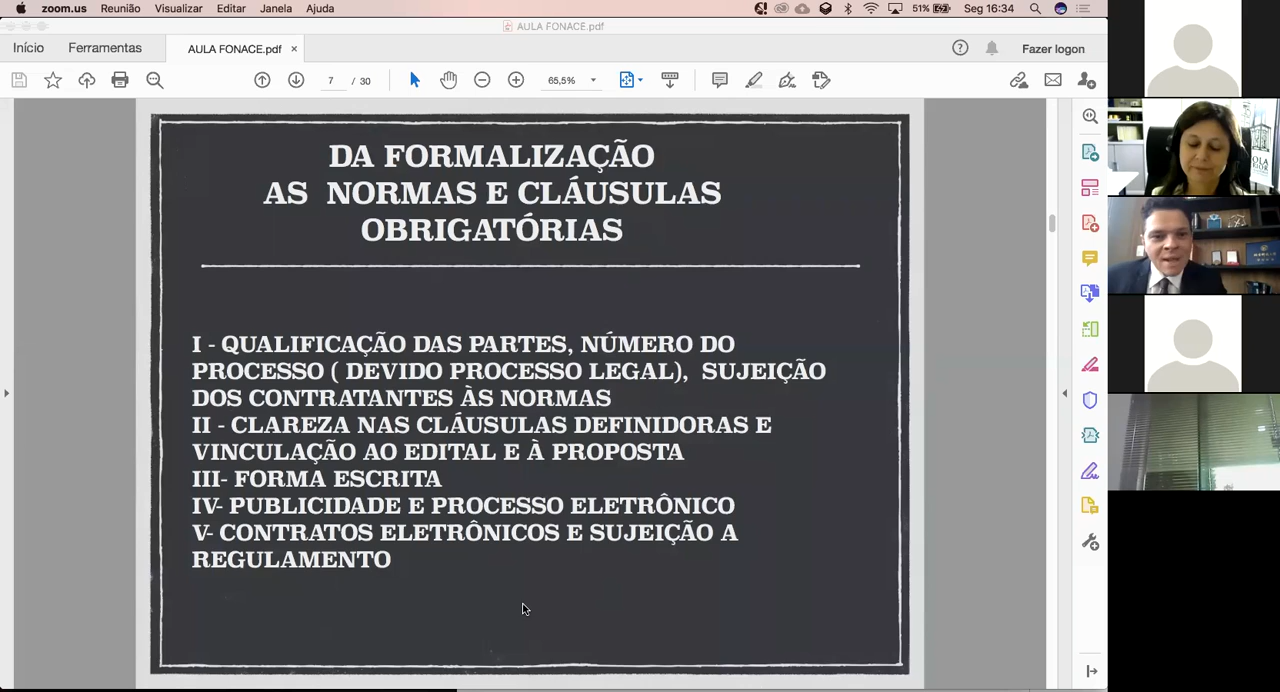 zoom.us Reunião Visualizar Editar Janela Ajuda 51% Seg 16:34
AULA FONACE.pdf
Início Ferramentas AULA FONACE.pdf × Fazer logon
7 / 30 65,5%
DA FORMALIZAÇÃO
AS NORMAS E CLÁUSULAS
OBRIGATÓRIAS
I - QUALIFICAÇÃO DAS PARTES, NÚMERO DO
PROCESSO ( DEVIDO PROCESSO LEGAL), SUJEIÇÃO
DOS CONTRATANTES ÀS NORMAS
II - CLAREZA NAS CLÁUSULAS DEFINIDORAS E
VINCULAÇÃO AO EDITAL E À PROPOSTA
III- FORMA ESCRITA
IV- PUBLICIDADE E PROCESSO ELETRÔNICO
V- CONTRATOS ELETRÔNICOS E SUJEIÇÃO A
REGULAMENTO